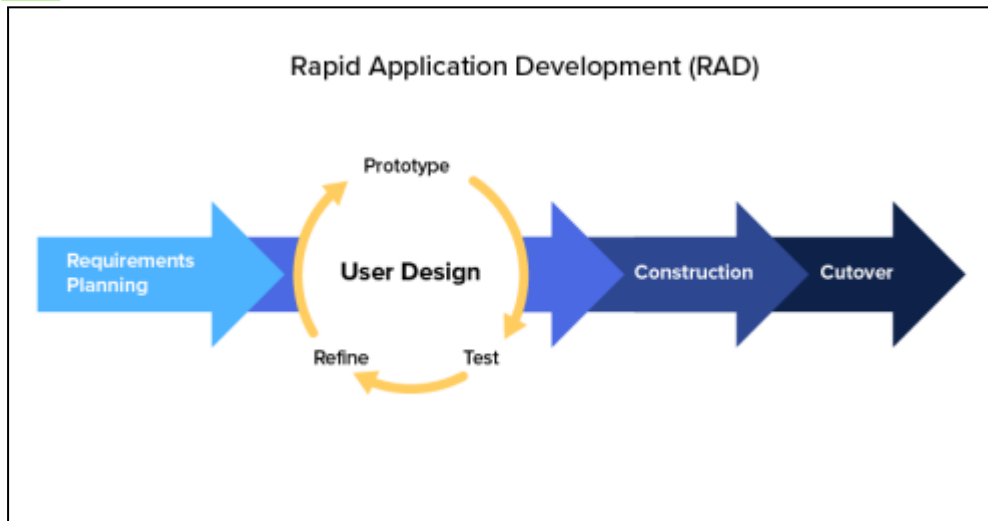 Rapid Application Development (RAD)
Prototype
Requirements
Planning
User Design
Construction
Cutover
Refine
Test